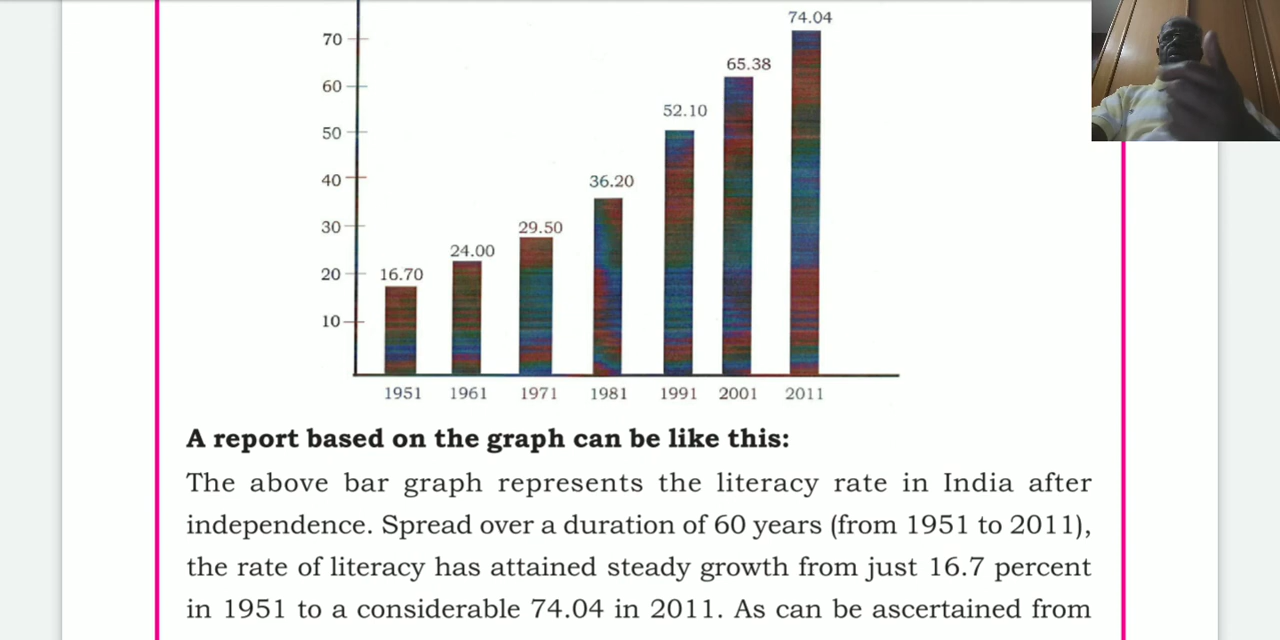 74.04
70
65.38
60
52.10
50
40
36.20
30
29.50
24.00
20
16.70
10
1951 1961 1971 1981 1991 2001 2011
A report based on the graph can be like this:
The above bar graph represents the literacy rate in India after
independence. Spread over a duration of 60 years (from 1951 to 2011),
the rate of literacy has attained steady growth from just 16.7 percent
in 1951 to a considerable 74.04 in 2011. As can be ascertained from